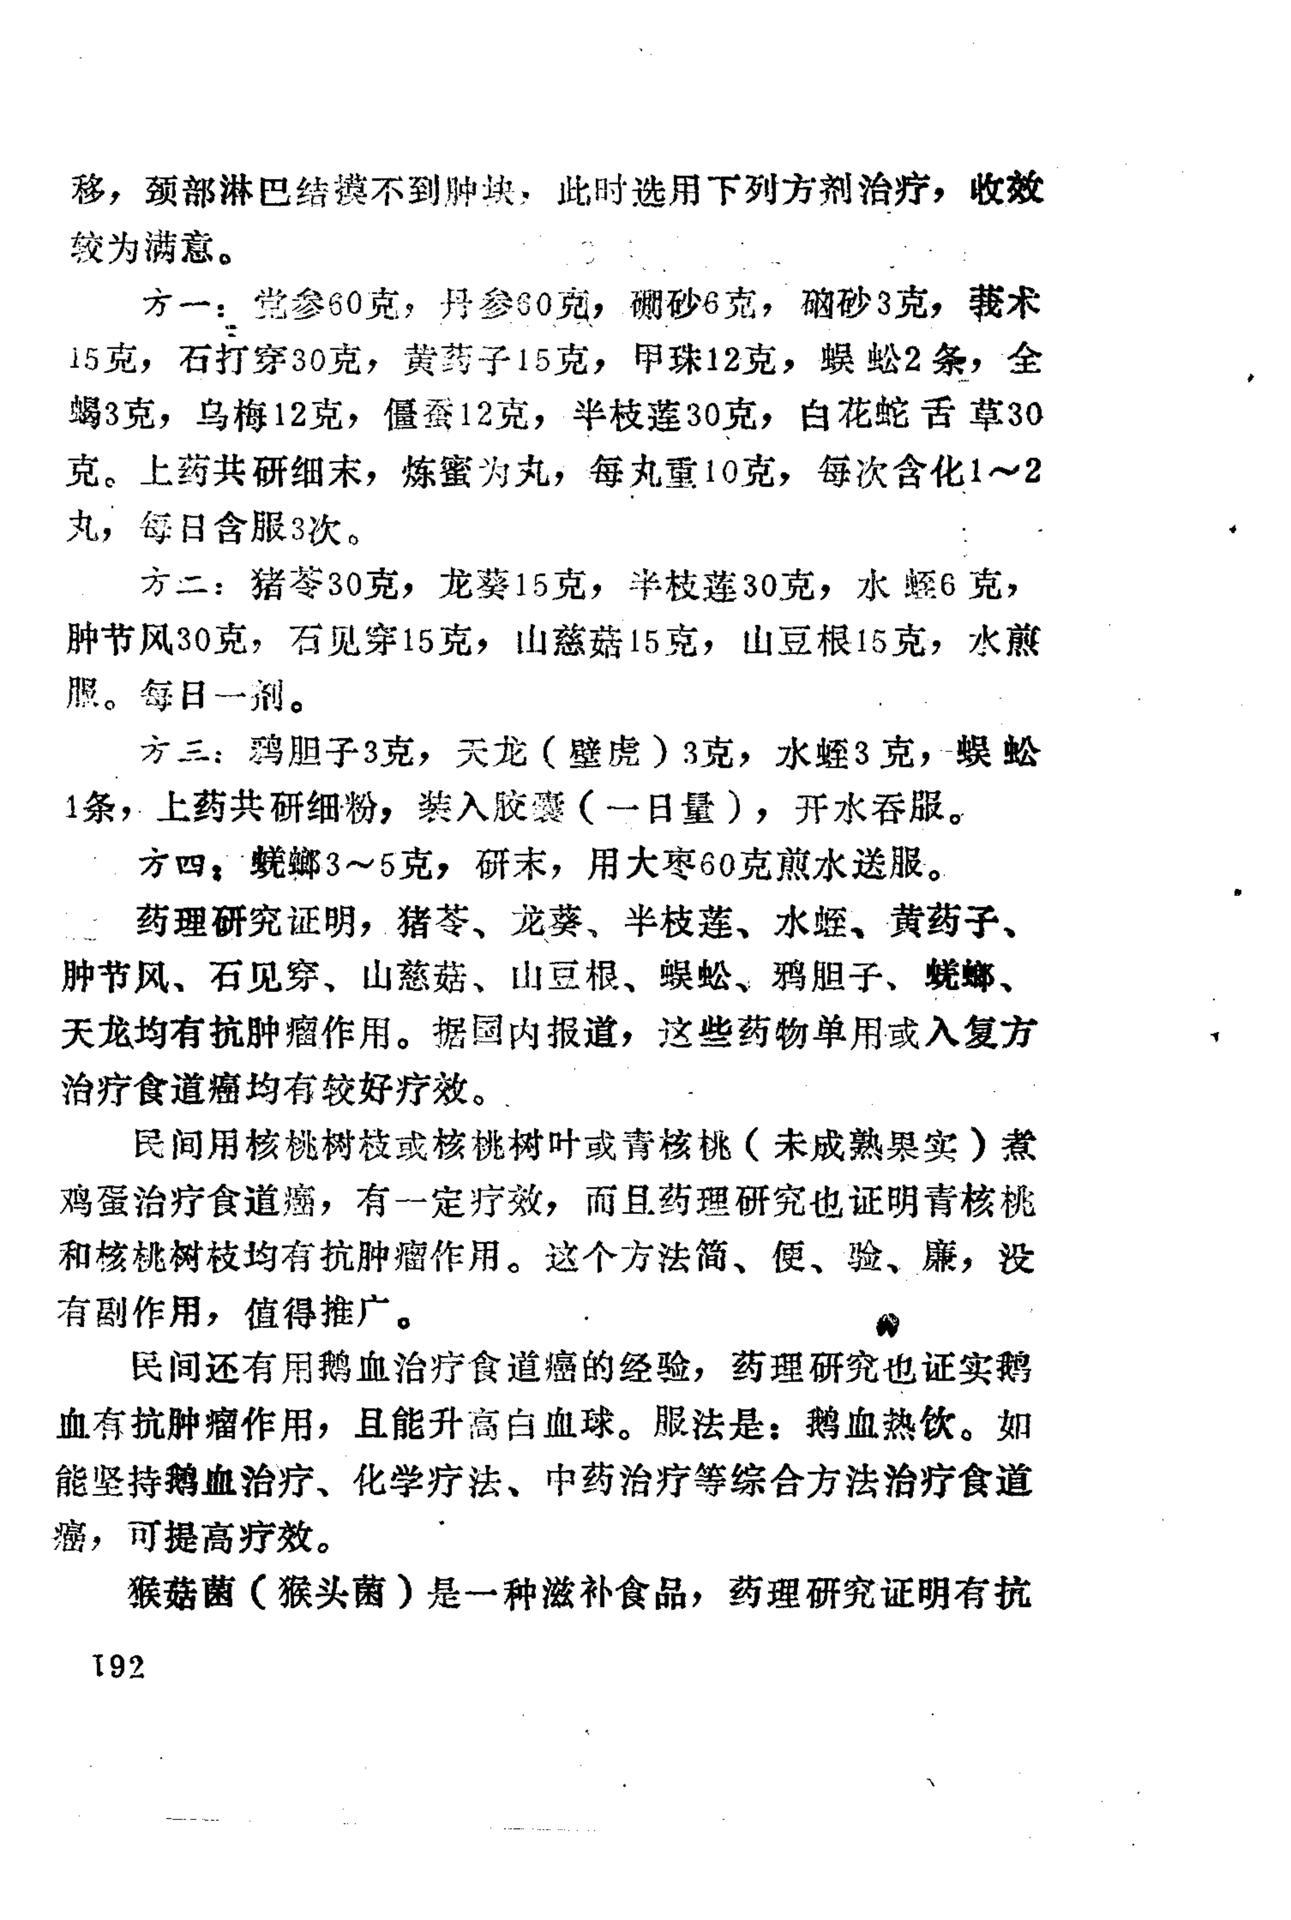 移，颈部淋巴结摸不到肿块，此时选用下列方剂治疗，收效
较为满意。
方一：党参60克，丹参60克，硼砂6克，硇砂3克，莪术
15克，石打穿30克，黄药子15克，甲珠12克，蜈蚣2条，全
蝎3克，乌梅12克，僵蚕12克，半枝莲30克，白花蛇舌草30
克。上药共研细末，炼蜜为丸，每丸重10克，每次含化1～2
丸，每日含服3次。
方二：猪苓30克，龙葵15克，半枝莲30克，水蛭6克，
肿节风30克，石见穿15克，山慈菇15克，山豆根15克，水煎
服。每日一剂。
方三：鸦胆子3克，天龙（壁虎）3克，水蛭3克，蜈蚣
1条，上药共研细粉，装入胶囊（一日量），开水吞服。
方四：蜣螂3～5克，研末，用大枣60克煎水送服。
药理研究证明，猪苓、龙葵、半枝莲、水蛭、黄药子、
肿节风、石见穿、山慈菇、山豆根、蜈蚣、鸦胆子、蜣螂、
天龙均有抗肿瘤作用。据国内报道，这些药物单用或入复方
治疗食道癌均有较好疗效。
民间用核桃树枝或核桃树叶或青核桃（未成熟果实）煮
鸡蛋治疗食道癌，有一定疗效，而且药理研究也证明青核桃
和核桃树枝均有抗肿瘤作用。这个方法简、便、验、廉，没
有副作用，值得推广。
民间还有用鹅血治疗食道癌的经验，药理研究也证实鹅
血有抗肿瘤作用，且能升高白血球。服法是：鹅血热饮。如
能坚持鹅血治疗、化学疗法、中药治疗等综合方法治疗食道
癌，可提高疗效。
猴菇菌（猴头菌）是一种滋补食品，药理研究证明有抗
192